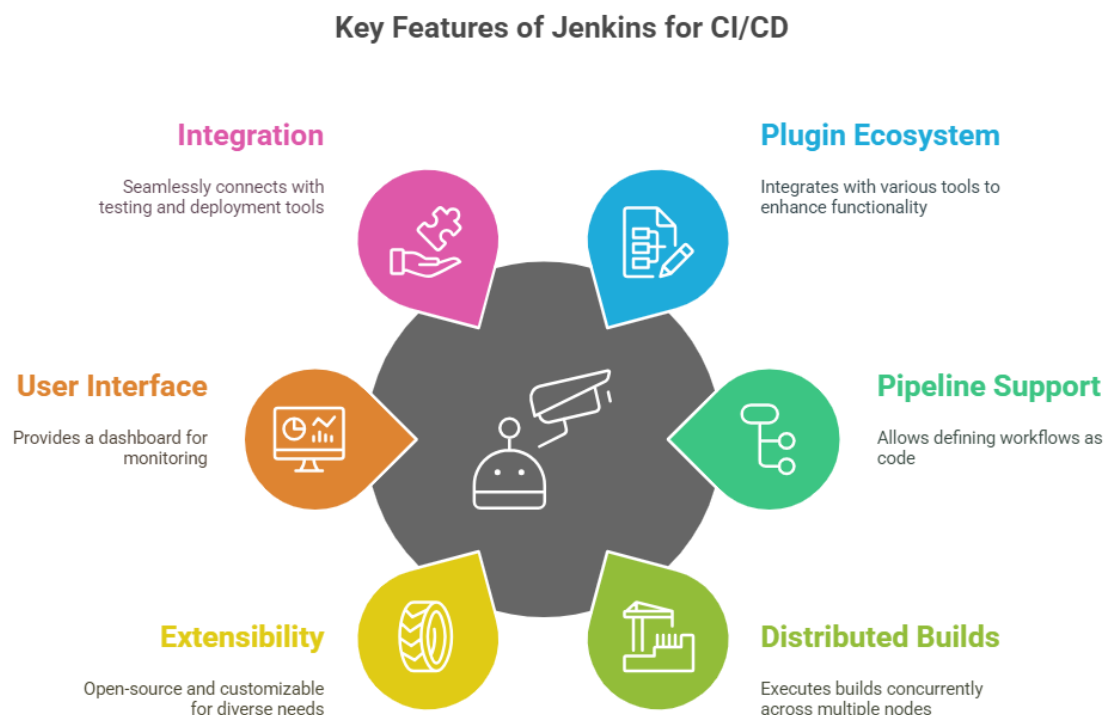 Key Features of Jenkins for CI/CD
Integration
Seamlessly connects with
testing and deployment tools
Plugin Ecosystem
Integrates with various tools to
enhance functionality
User Interface
Provides a dashboard for
monitoring
Pipeline Support
Allows defining workflows as
code
Extensibility
Open-source and customizable
for diverse needs
Distributed Builds
Executes builds concurrently
across multiple nodes